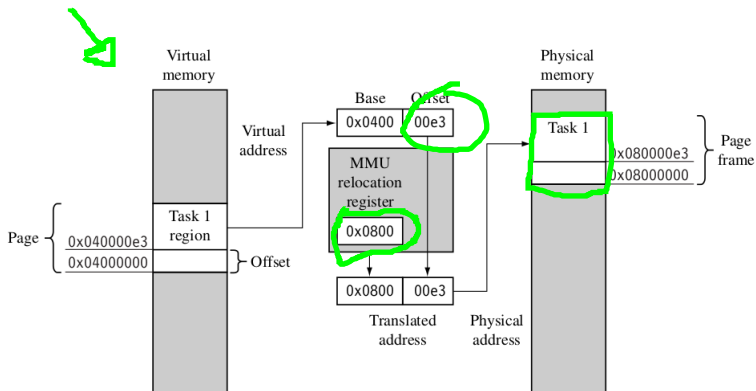 Virtual
memory
Physical
memory
Base
Offset
0x0400
00e3
Virtual
address
Task 1
MMU
relocation
register
0x080000e3
0x08000000
Page
frame
Task 1
region
0x0800
Page
0x040000e3
0x04000000
Offset
0x0800
00e3
Translated
address
Physical
address